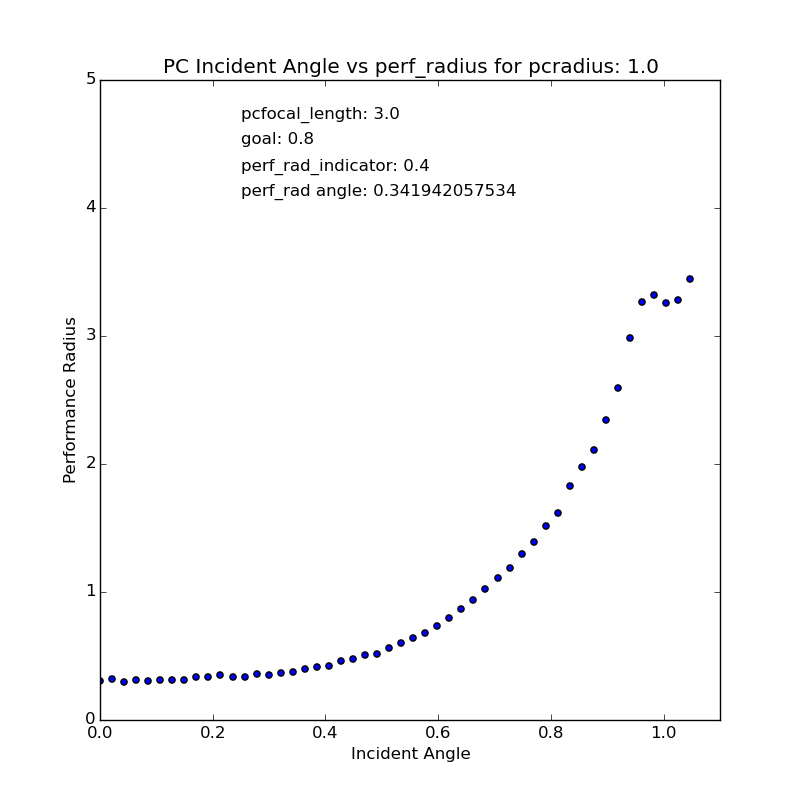 PC Incident Angle vs perf_radius for pcradius: 1.0
pcfocal_length: 3.0
goal: 0.8
perf_rad_indicator: 0.4
perf_rad angle: 0.341942057534
5
4
3
2
1
0
Performance Radius
0.0 0.2 0.4 0.6 0.8 1.0
Incident Angle